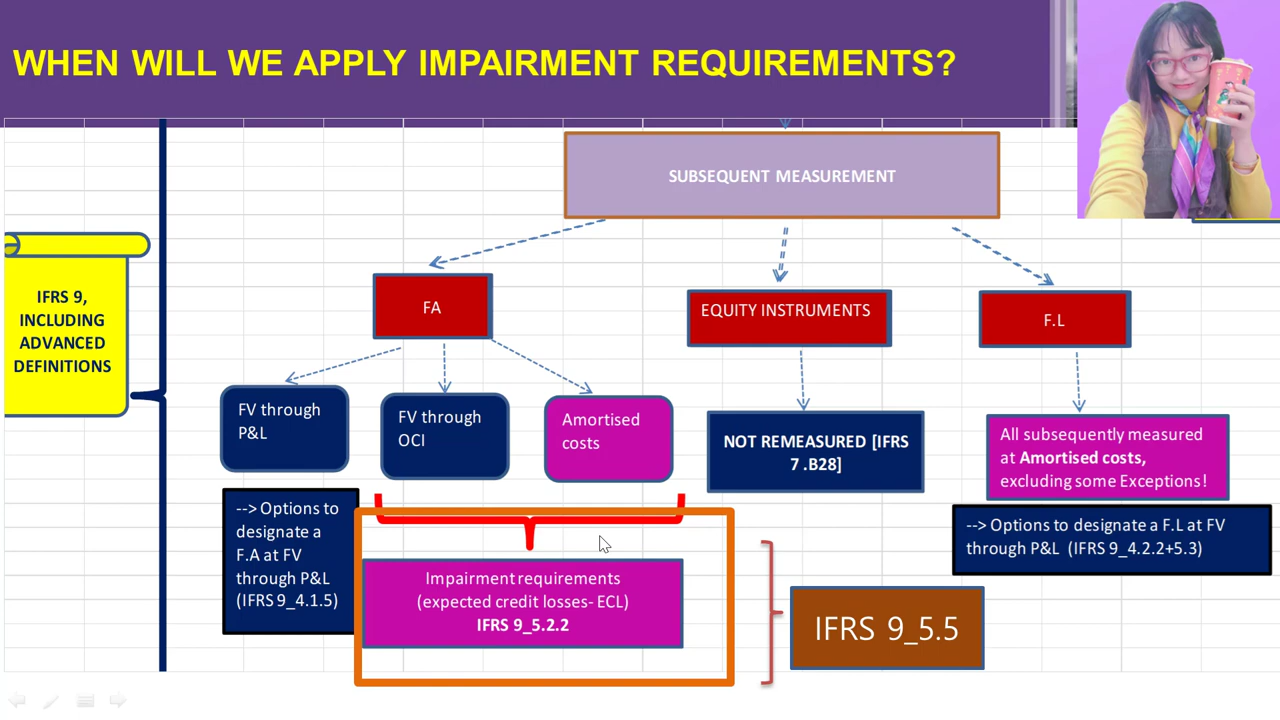 WHEN WILL WE APPLY IMPAIRMENT REQUIREMENTS?
SUBSEQUENT MEASUREMENT
IFRS 9,
INCLUDING
ADVANCED
DEFINITIONS
FA
EQUITY INSTRUMENTS
F.L
FV through
P&L
FV through
OCI
Amortised
costs
NOT REMEASURED [IFRS
7 .B28]
All subsequently measured
at Amortised costs,
excluding some Exceptions!
--> Options to
designate a
F.A at FV
through P&L
(IFRS 9_4.1.5)
--> Options to designate a F.L at FV
through P&L (IFRS 9_4.2.2+5.3)
Impairment requirements
(expected credit losses- ECL)
IFRS 9_5.2.2
IFRS 9_5.5